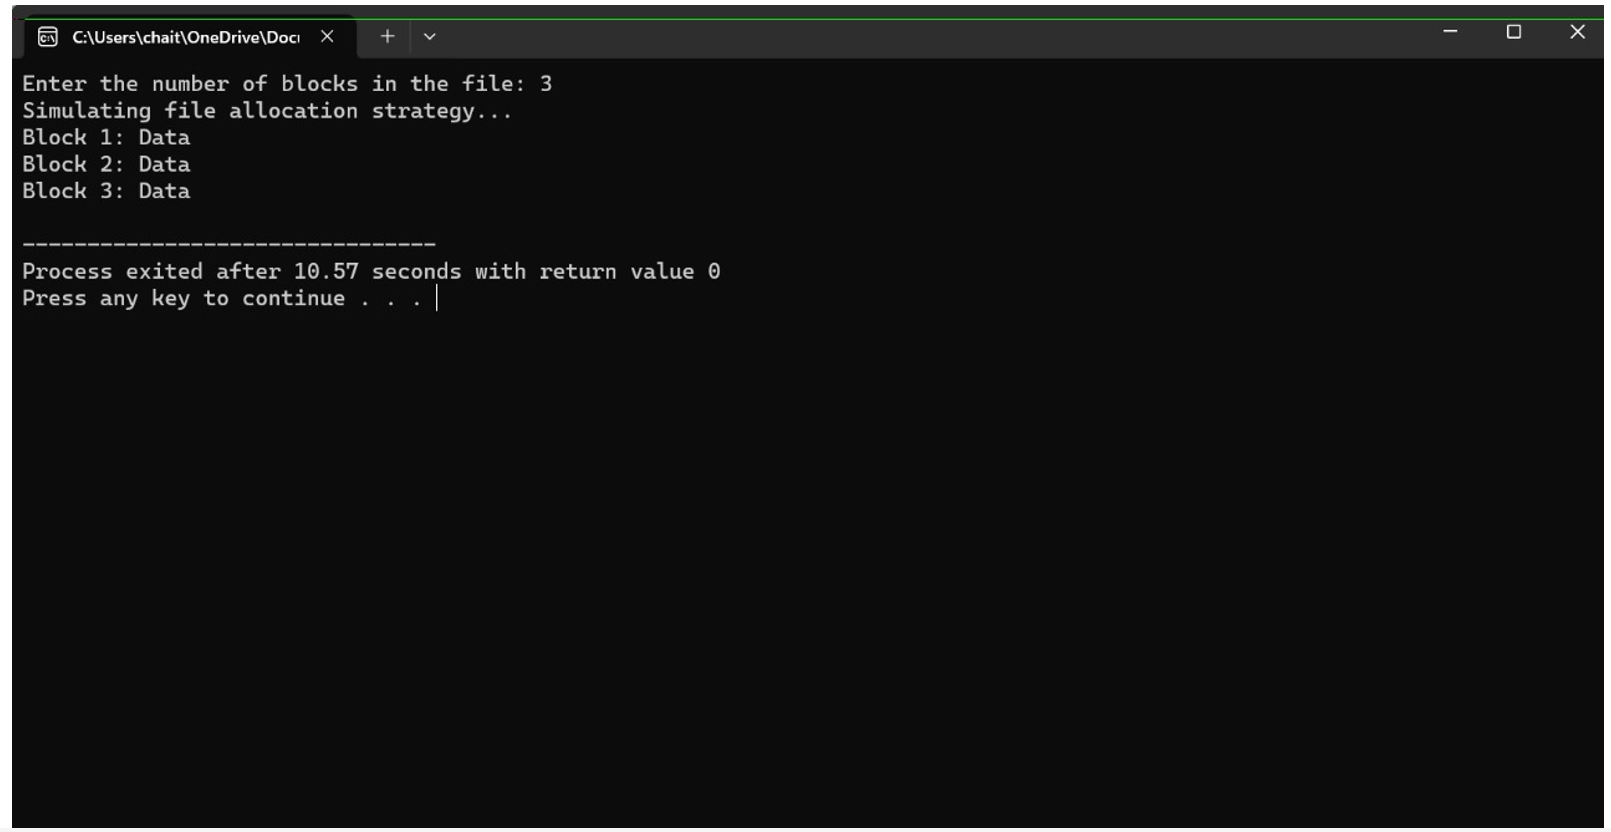 C:\Users\chait\OneDrive\Doc
Enter the number of blocks in the file: 3
Simulating file allocation strategy...
Block 1: Data
Block 2: Data
Block 3: Data
--------------------------------
Process exited after 10.57 seconds with return value 0
Press any key to continue . . .